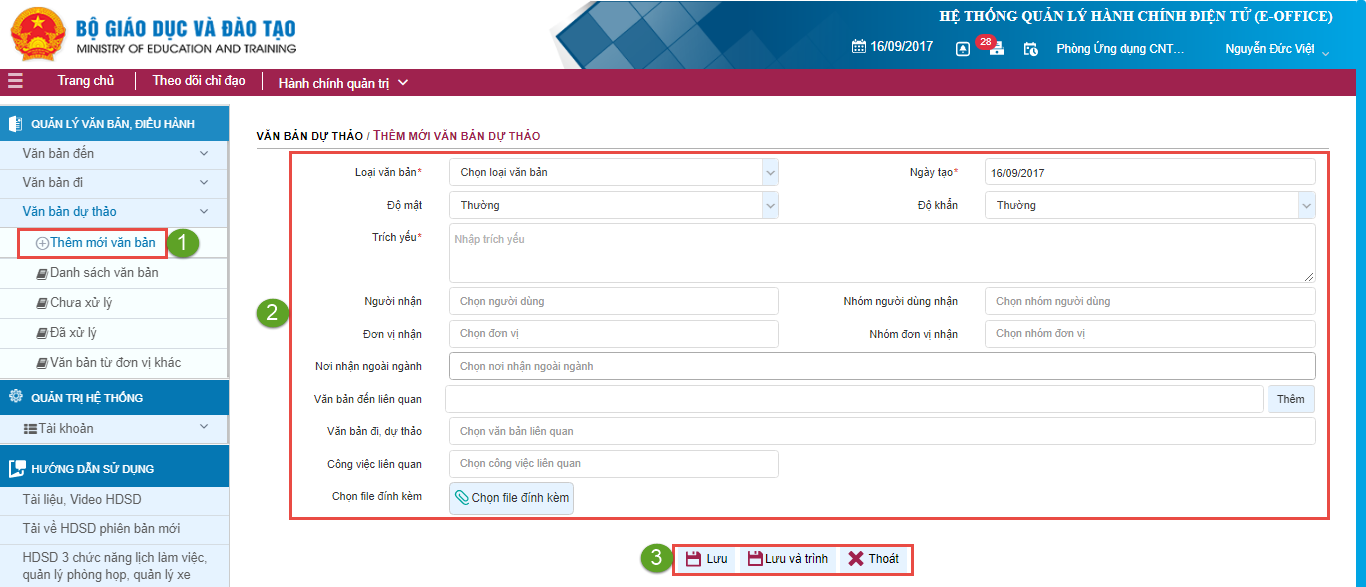 BỘ GIÁO DỤC VÀ ĐÀO TẠO
MINISTRY OF EDUCATION AND TRAINING
HỆ THỐNG QUẢN LÝ HÀNH CHÍNH ĐIỆN TỬ (E-OFFICE)
16/09/2017 28 Phòng Ứng dụng CNT... Nguyễn Đức Việt
Trang chủ Theo dõi chỉ đạo Hành chính quản trị
QUẢN LÝ VĂN BẢN, ĐIỀU HÀNH
Văn bản đến
Văn bản đi
Văn bản dự thảo
Thêm mới văn bản 1
Danh sách văn bản
Chưa xử lý
Đã xử lý
Văn bản từ đơn vị khác
QUẢN TRỊ HỆ THỐNG
Tài khoản
HƯỚNG DẪN SỬ DỤNG
Tài liệu, Video HDSD
Tải về HDSD phiên bản mới
HDSD 3 chức năng lịch làm việc,
quản lý phòng họp, quản lý xe
VĂN BẢN DỰ THẢO / THÊM MỚI VĂN BẢN DỰ THẢO
Loại văn bản* Chọn loại văn bản Ngày tạo* 16/09/2017
Độ mật Thường Độ khẩn Thường
Trích yếu* Nhập trích yếu
2
Người nhận Chọn người dùng Nhóm người dùng nhận Chọn nhóm người dùng
Đơn vị nhận Chọn đơn vị Nhóm đơn vị nhận Chọn nhóm đơn vị
Nơi nhận ngoài ngành Chọn nơi nhận ngoài ngành
Văn bản đến liên quan Thêm
Văn bản đi, dự thảo Chọn văn bản liên quan
Công việc liên quan Chọn công việc liên quan
Chọn file đính kèm Chọn file đính kèm
3 Lưu Lưu và trình Thoát